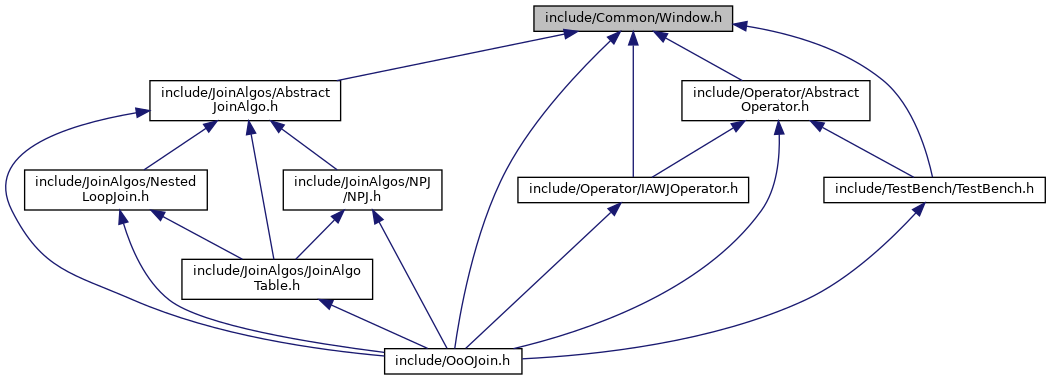 include/Common/Window.h
include/JoinAlgos/Abstract
JoinAlgo.h
include/Operator/Abstract
Operator.h
include/JoinAlgos/Nested
LoopJoin.h
include/JoinAlgos/NPJ
/NPJ.h
include/Operator/IAWJOperator.h
include/TestBench/TestBench.h
include/JoinAlgos/JoinAlgo
Table.h
include/OoOJoin.h